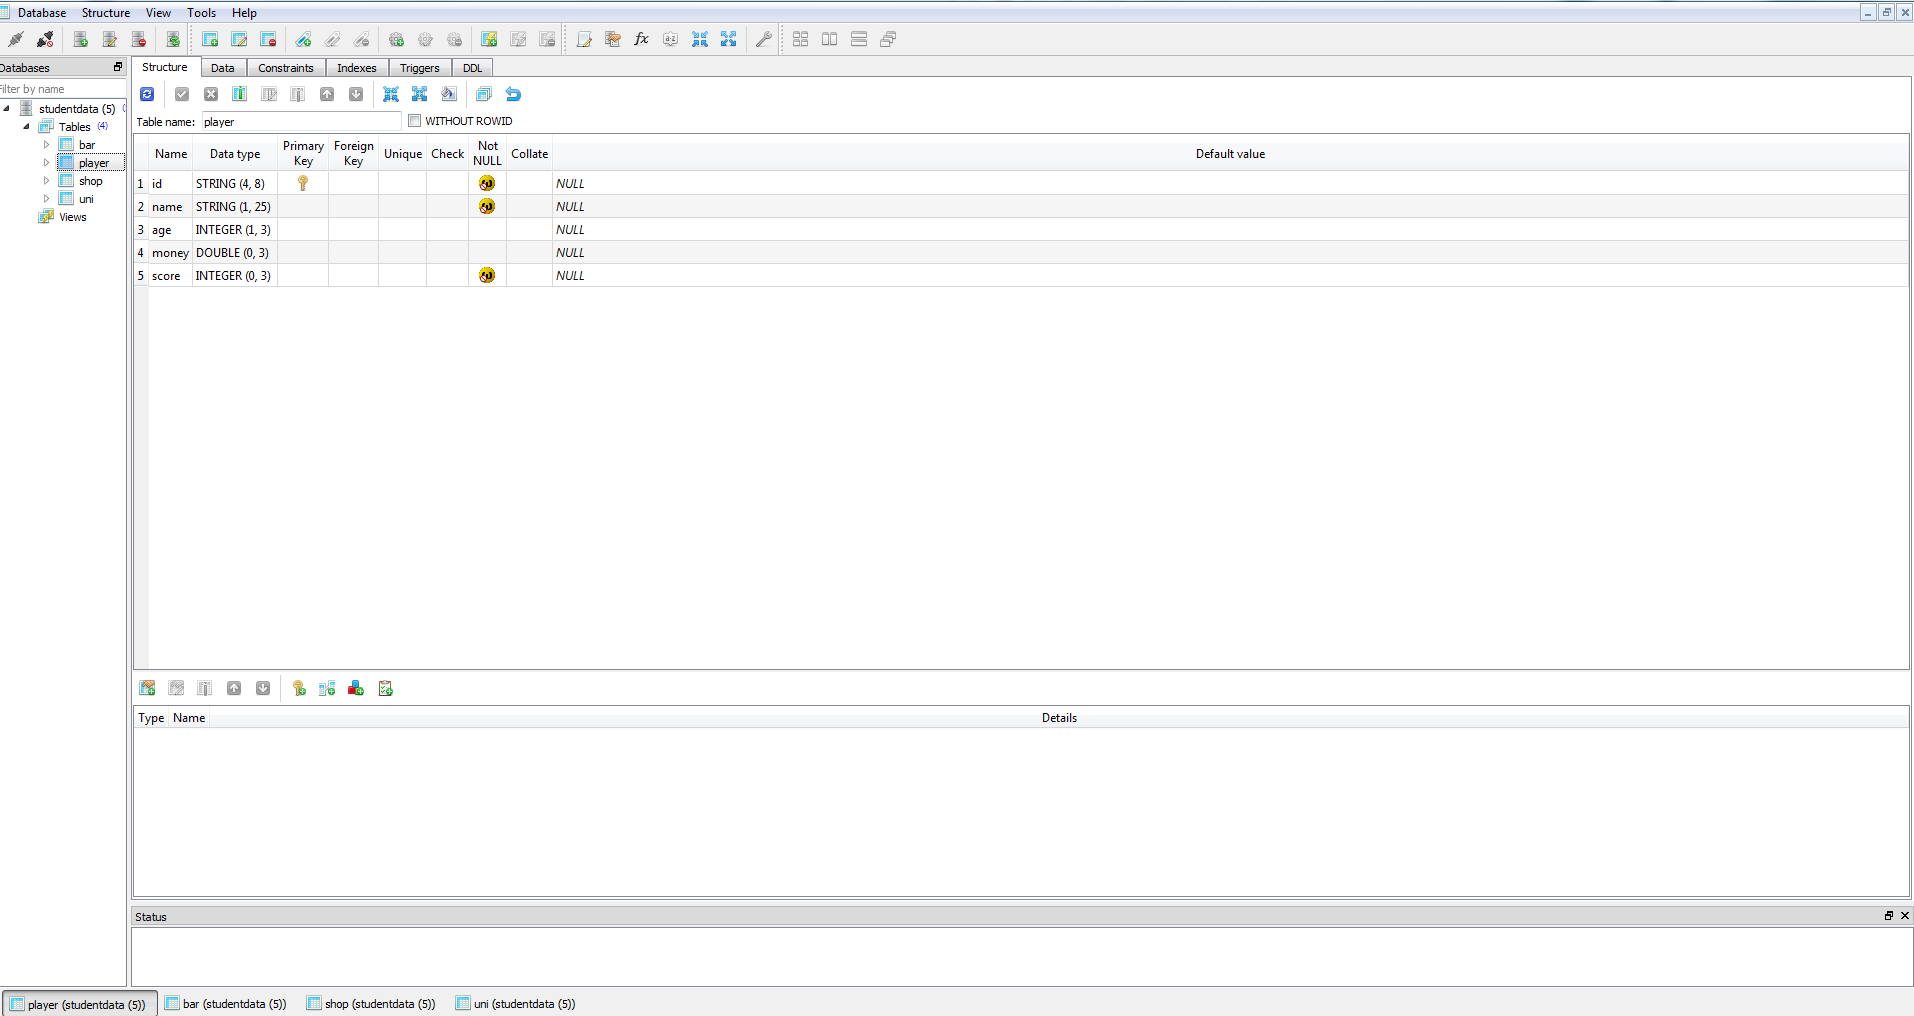 Database Structure View Tools Help
Databases
Filter by name
studentdata (5)
Tables (4)
bar
player
shop
uni
Views
Structure Data Constraints Indexes Triggers DDL
Table name: player WITHOUT ROWID
Name Data type Primary Key Foreign Key Unique Check Not NULL Collate Default value
1 id STRING (4, 8) NULL
2 name STRING (1, 25) NULL
3 age INTEGER (1, 3) NULL
4 money DOUBLE (0, 3) NULL
5 score INTEGER (0, 3) NULL
Type Name Details
Status
player (studentdata (5)) bar (studentdata (5)) shop (studentdata (5)) uni (studentdata (5))